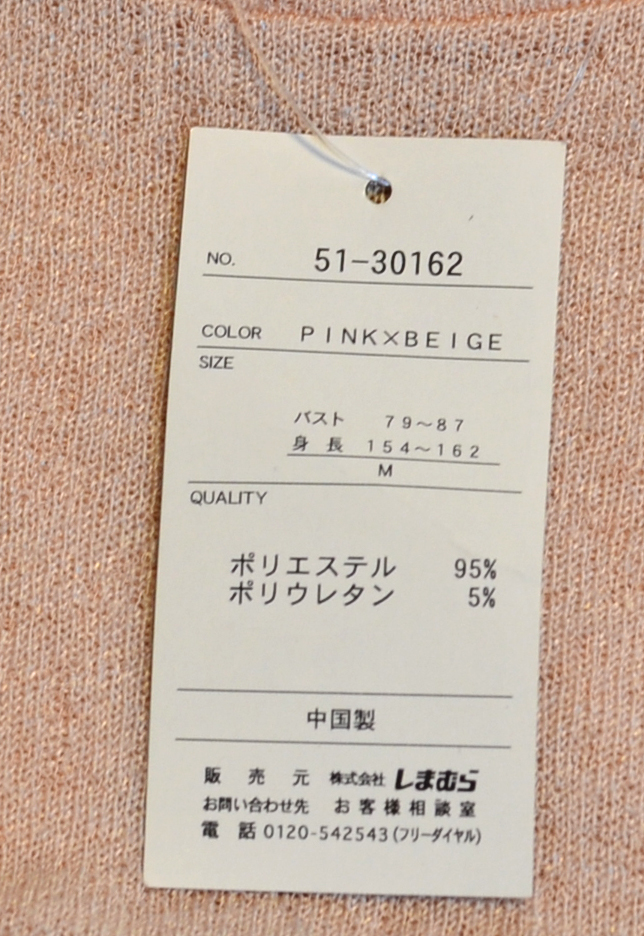 NO. 51-30162
COLOR PINK×BEIGE
SIZE
バスト 79~87
身長 154~162
M
QUALITY
ポリエステル 95%
ポリウレタン 5%
中国製
販売元 株式会社 しまむら
お問い合わせ先 お客様相談室
電話 0120-542543(フリーダイヤル)